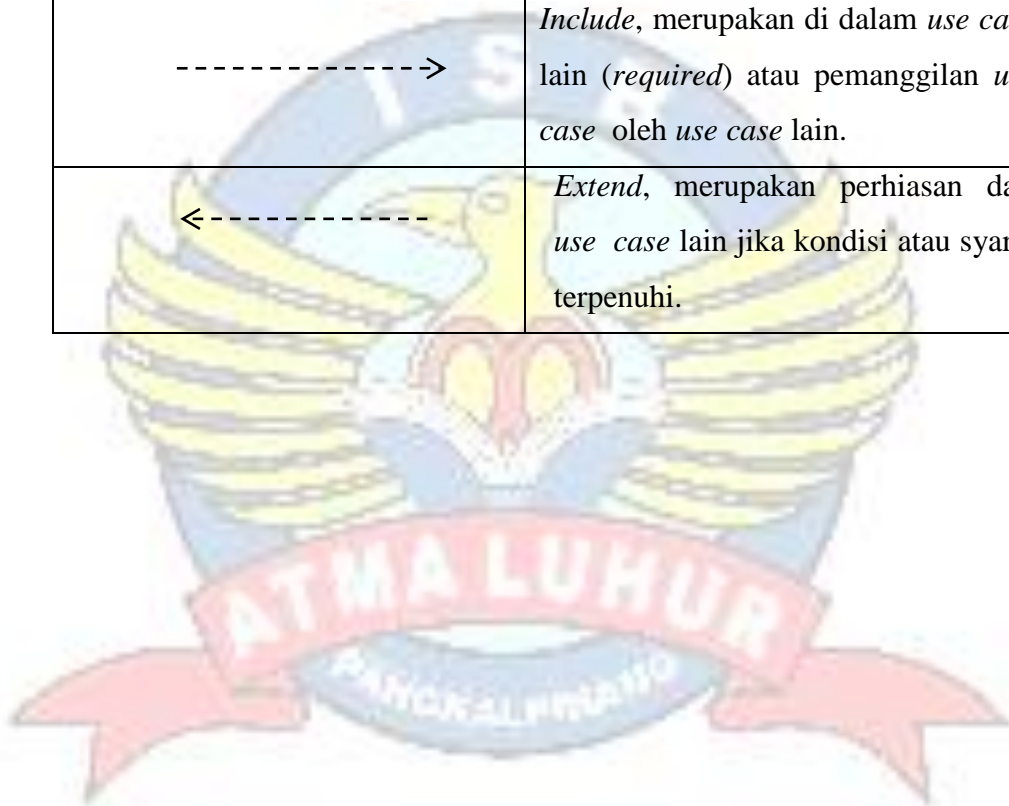 Include, merupakan di dalam use ca
lain (required) atau pemanggilan u
case oleh use case lain.
Extend, merupakan perhiasan da
use case lain jika kondisi atau syar
terpenuhi.
I S B
ATMA LUHUR
PANGKALPINANG